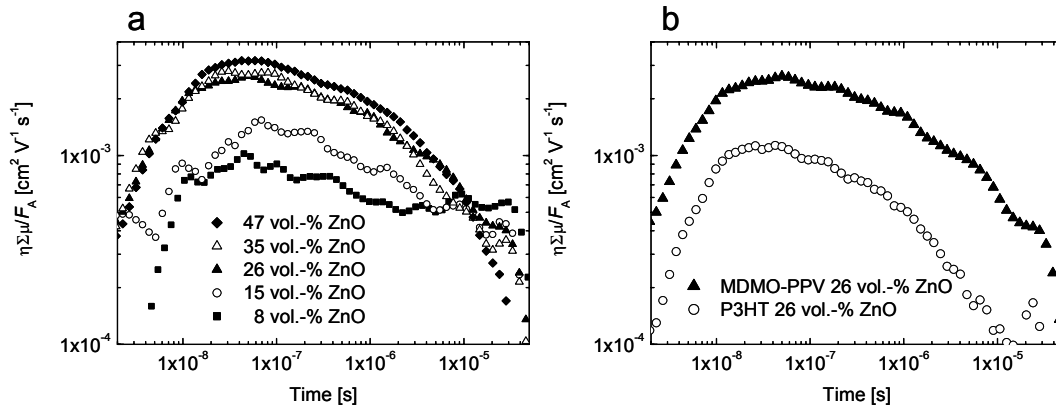 a
ηΣμ/F_A [cm² V⁻¹ s⁻¹]
1x10⁻³
1x10⁻⁴
47 vol.-% ZnO
35 vol.-% ZnO
26 vol.-% ZnO
15 vol.-% ZnO
8 vol.-% ZnO
1x10⁻⁸ 1x10⁻⁷ 1x10⁻⁶ 1x10⁻⁵
Time [s]
b
ηΣμ/F_A [cm² V⁻¹ s⁻¹]
1x10⁻³
1x10⁻⁴
MDMO-PPV 26 vol.-% ZnO
P3HT 26 vol.-% ZnO
1x10⁻⁸ 1x10⁻⁷ 1x10⁻⁶ 1x10⁻⁵
Time [s]